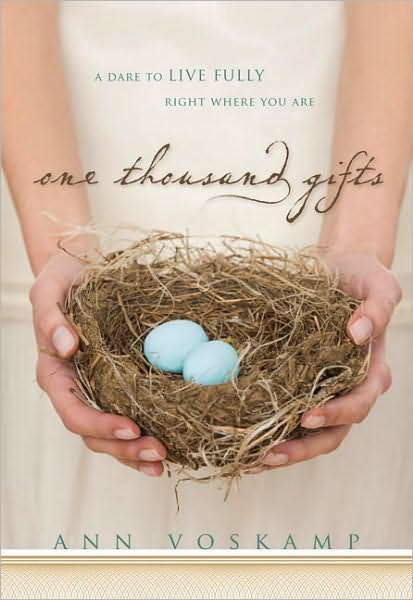 A DARE TO LIVE FULLY
RIGHT WHERE YOU ARE
one thousand gifts
ANN VOSKAMP